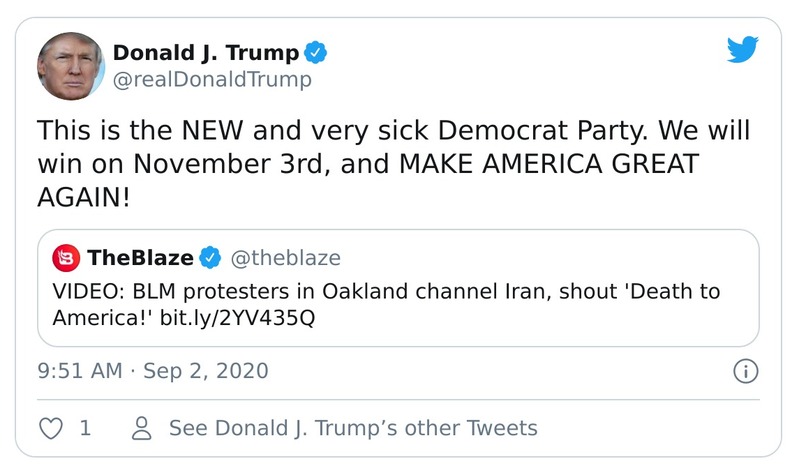 Donald J. Trump
@realDonaldTrump
This is the NEW and very sick Democrat Party. We will
win on November 3rd, and MAKE AMERICA GREAT
AGAIN!
TheBlaze @theblaze
VIDEO: BLM protesters in Oakland channel Iran, shout 'Death to
America!' bit.ly/2YV435Q
9:51 AM · Sep 2, 2020
1 See Donald J. Trump’s other Tweets